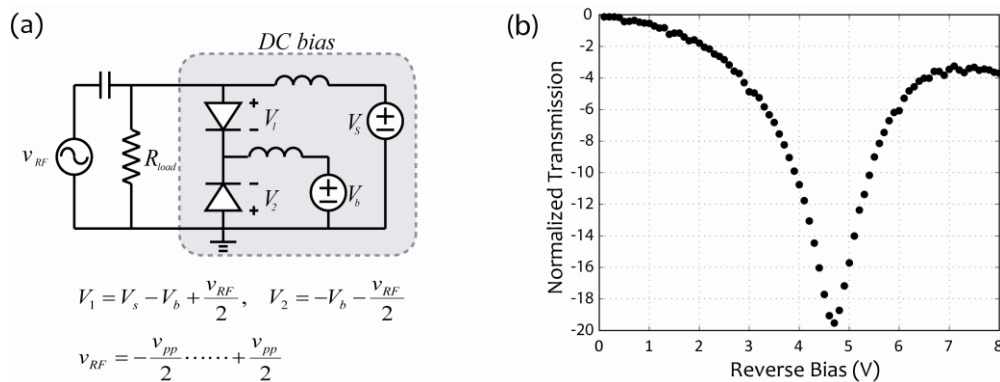 (a)
DC bias
v_RF
R_load
+
-
V_1
V_s
+
-
-
+
V_2
V_b
+
-
V_1 = V_s − V_b + v_RF/2, V_2 = −V_b − v_RF/2
v_RF = −v_pp/2 ⋯⋯ + v_pp/2
(b)
Normalized Transmission
-0
-2
-4
-6
-8
-10
-12
-14
-16
-18
-20
0 1 2 3 4 5 6 7 8
Reverse Bias (V)